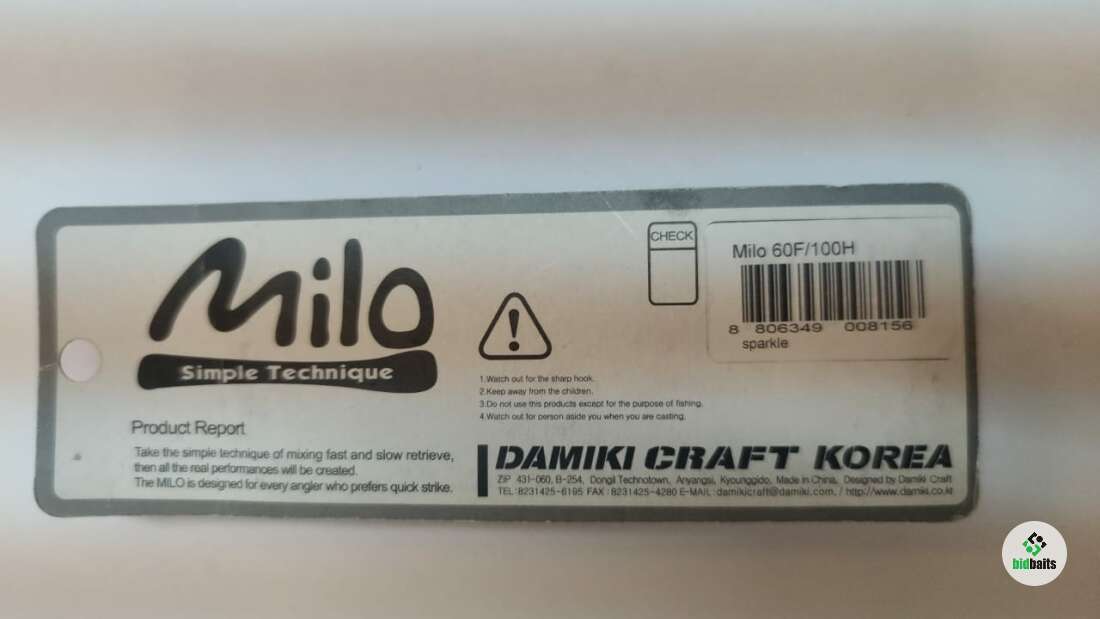 Milo
Simple Technique
Product Report
Take the simple technique of mixing fast and slow retrieve,
then all the real performances will be created.
The MILO is designed for every angler who prefers quick strike.
1.Watch out for the sharp hook.
2.Keep away from the children.
3.Do not use this products except for the purpose of fishing.
4.Watch out for person aside you when you are casting.
CHECK
Milo 60F/100H
8 806349 008156
sparkle
DAMIKI CRAFT KOREA
ZIP 431-060, B-254, Dongil Technotown, Anyangsi, Kyounggido, Made in China, Designed by Damiki Craft
TEL:8231425-6195 FAX:8231425-4280 E-MAIL:damikicraft@damiki.com, / http://www.damiki.co.kr
bidbaits